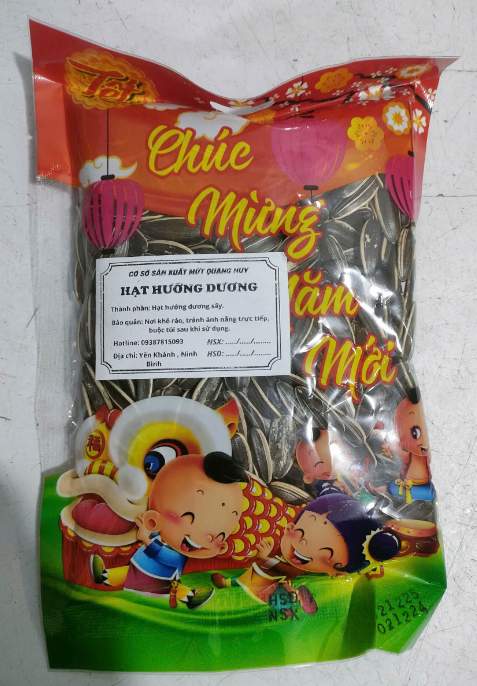 Tết
Chúc
Mừng
Năm
Mới
CƠ SỞ SẢN XUẤT MỨT QUANG HUY
HẠT HƯỚNG DƯƠNG
Thành phần: Hạt hướng dương sấy.
Bảo quản: Nơi khô ráo, tránh ánh nắng trực tiếp,
buộc túi sau khi sử dụng.
Hotline: 09387815093 NSX: ....../....../.........
Địa chỉ: Yên Khánh , Ninh HSD: ....../....../.........
Bình
福
HSD 21225
NSX 021224